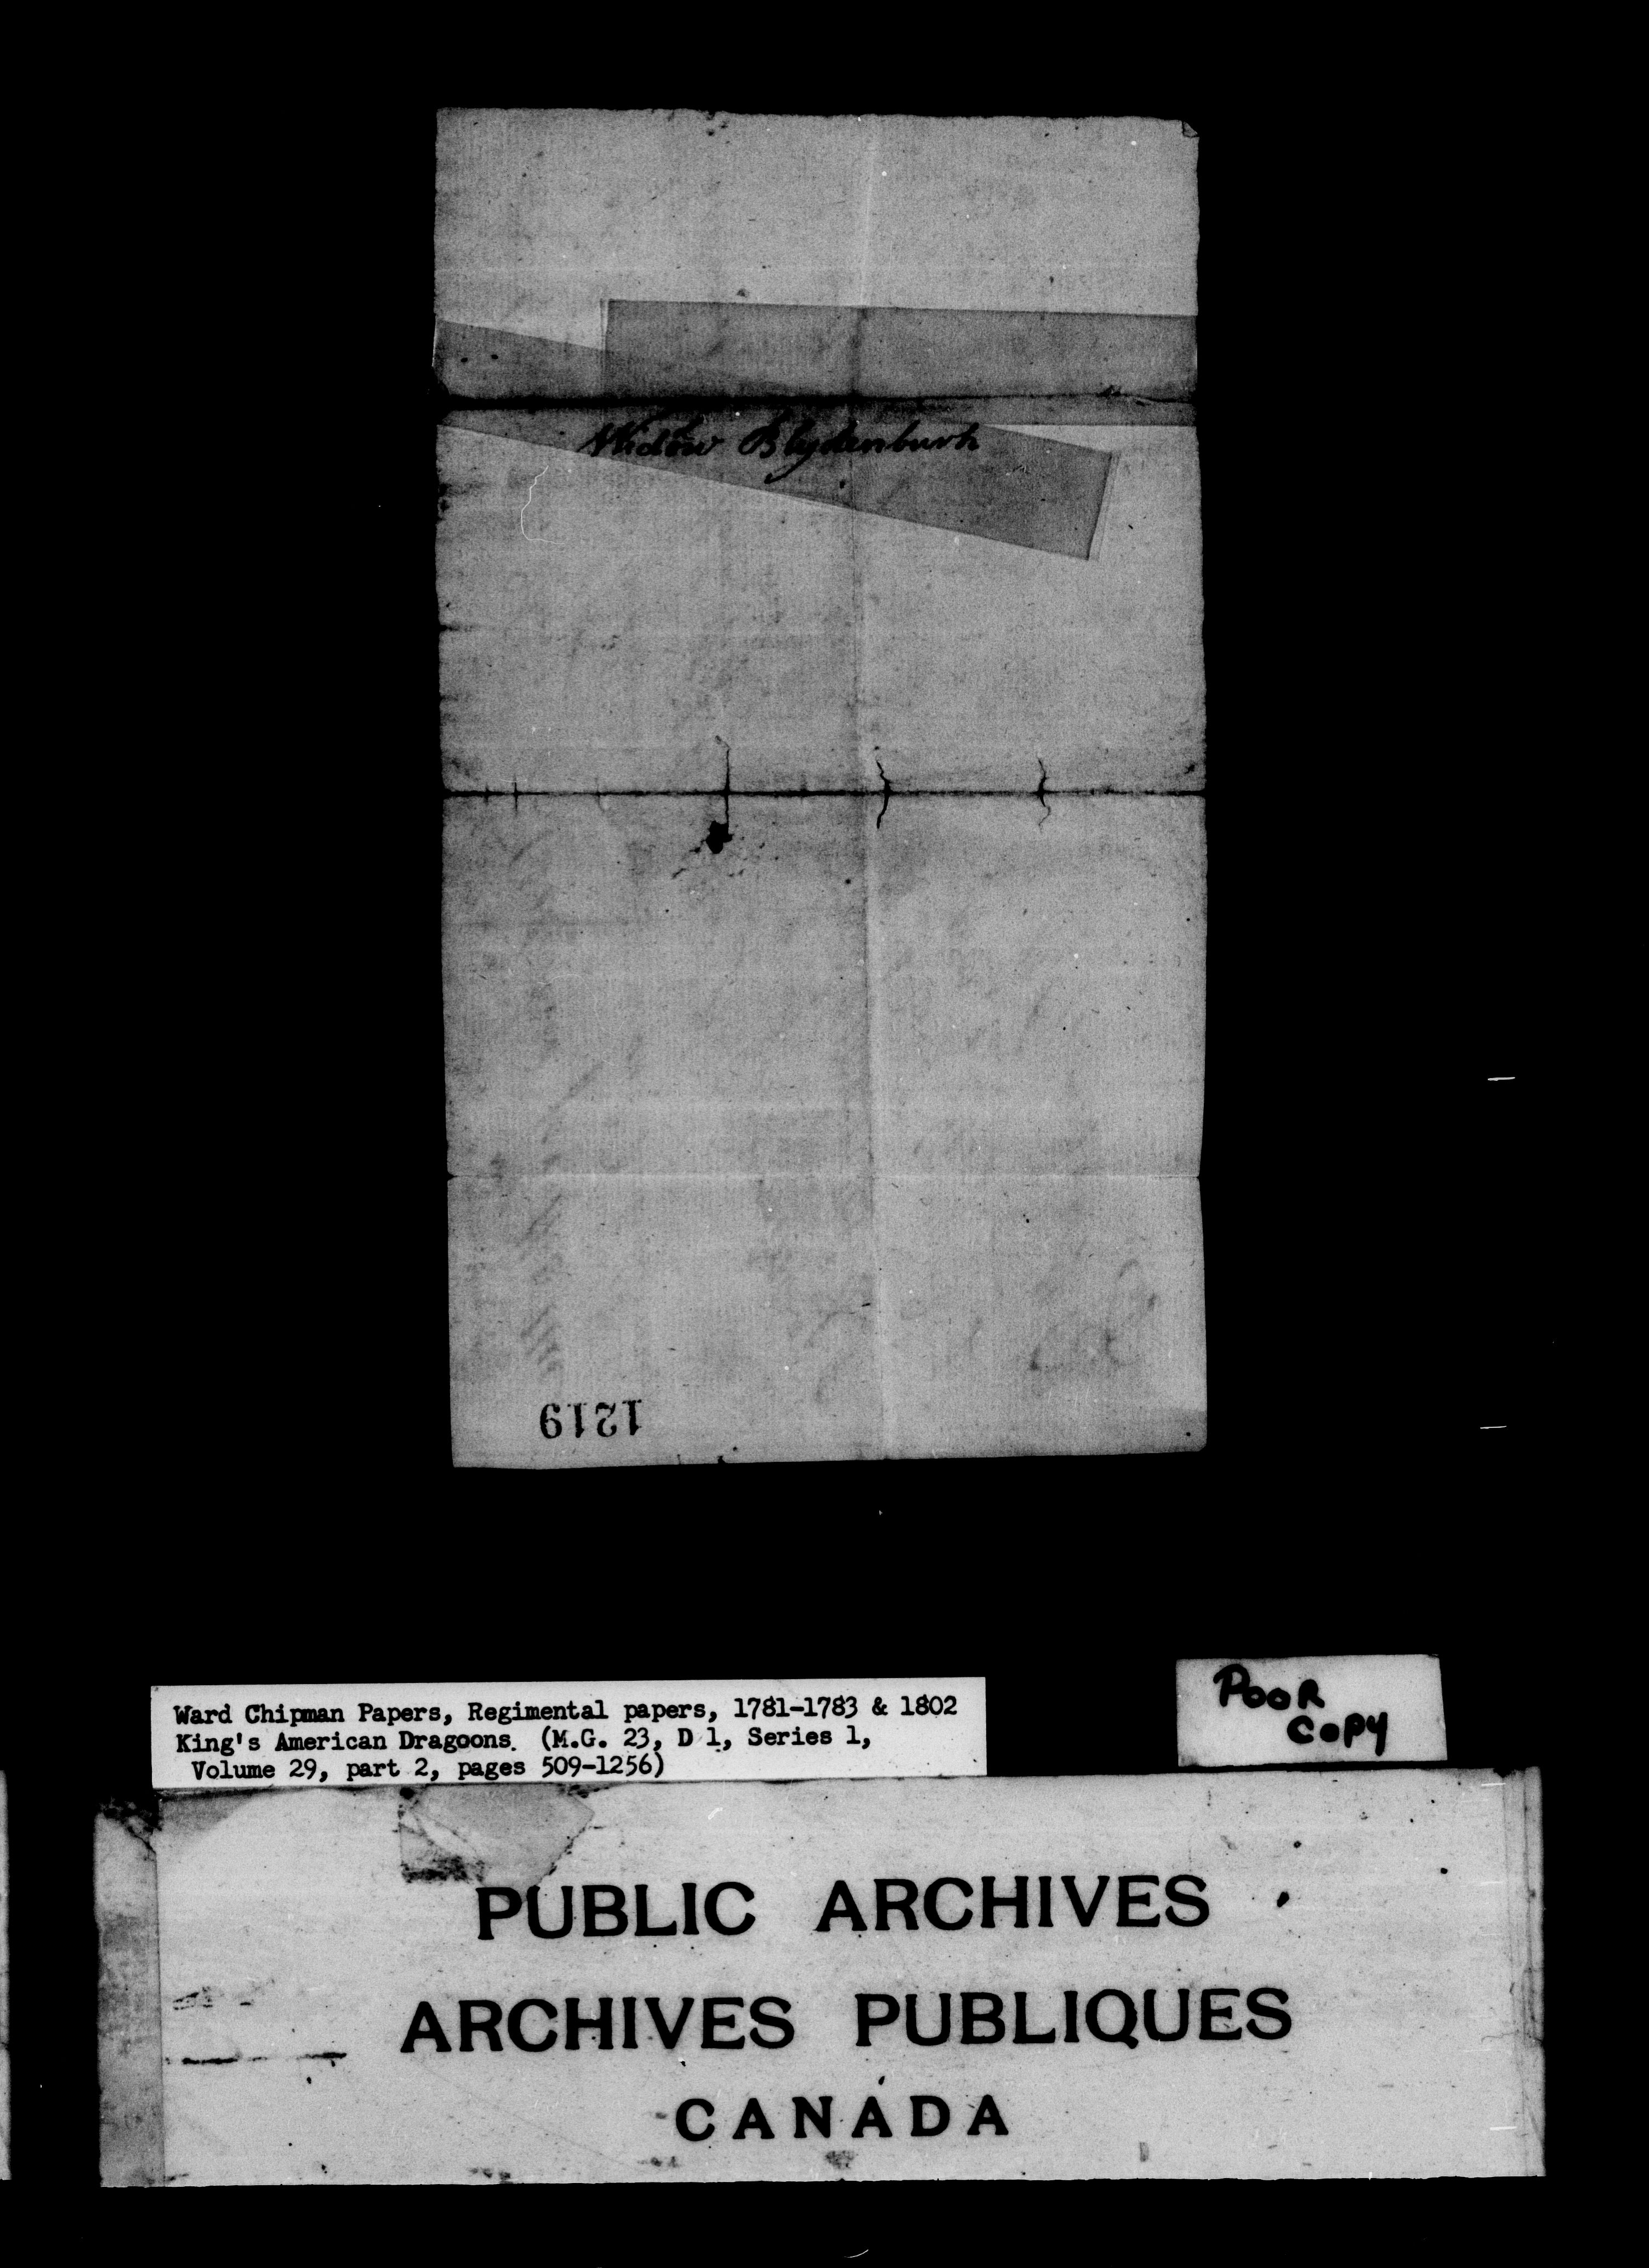 Widow Blydenburh
1219
Ward Chipman Papers, Regimental papers, 1781-1783 & 1802
King's American Dragoons. (M.G. 23, D 1, Series 1,
Volume 29, part 2, pages 509-1256)
POOR
COPY
PUBLIC ARCHIVES
ARCHIVES PUBLIQUES
CANADA